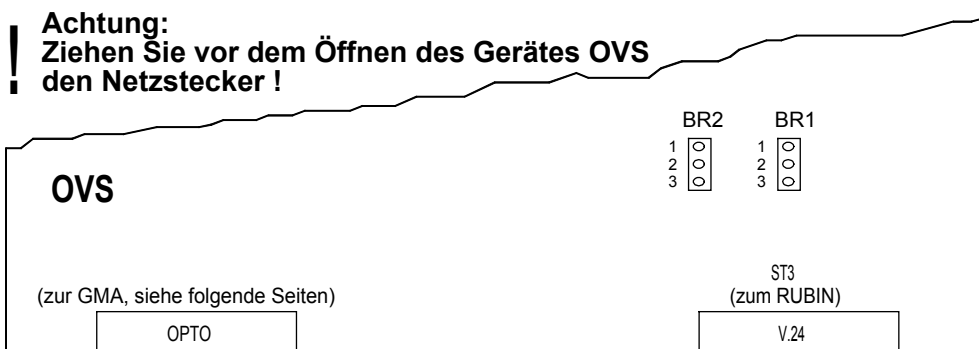 ! Achtung:
Ziehen Sie vor dem Öffnen des Gerätes OVS
den Netzstecker !
BR2 BR1
1 1
2 2
3 3
OVS
ST3
(zur GMA, siehe folgende Seiten) (zum RUBIN)
OPTO V.24